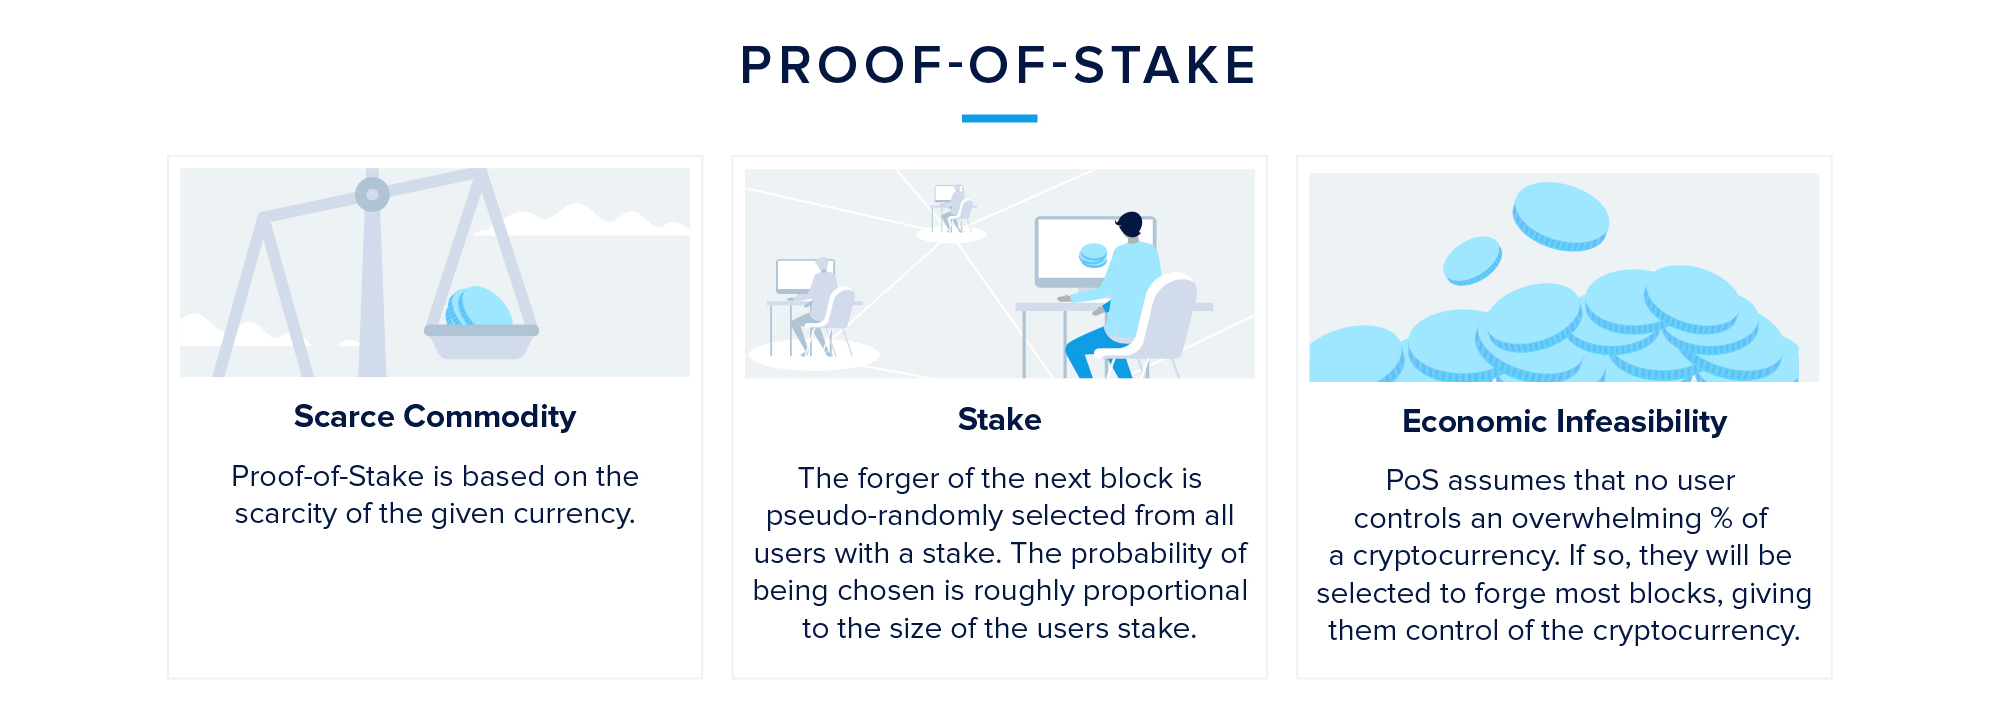 PROOF-OF-STAKE
Scarce Commodity
Proof-of-Stake is based on the
scarcity of the given currency.
Stake
The forger of the next block is
pseudo-randomly selected from all
users with a stake. The probability of
being chosen is roughly proportional
to the size of the users stake.
Economic Infeasibility
PoS assumes that no user
controls an overwhelming % of
a cryptocurrency. If so, they will be
selected to forge most blocks, giving
them control of the cryptocurrency.